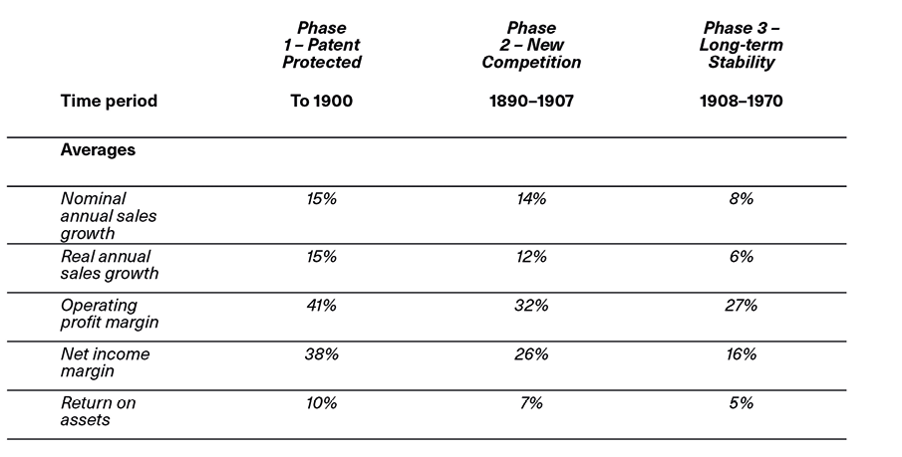 Phase 1 – Patent Protected
Phase 2 – New Competition
Phase 3 – Long-term Stability
Time period To 1900 1890–1907 1908–1970
Averages
Nominal annual sales growth 15% 14% 8%
Real annual sales growth 15% 12% 6%
Operating profit margin 41% 32% 27%
Net income margin 38% 26% 16%
Return on assets 10% 7% 5%